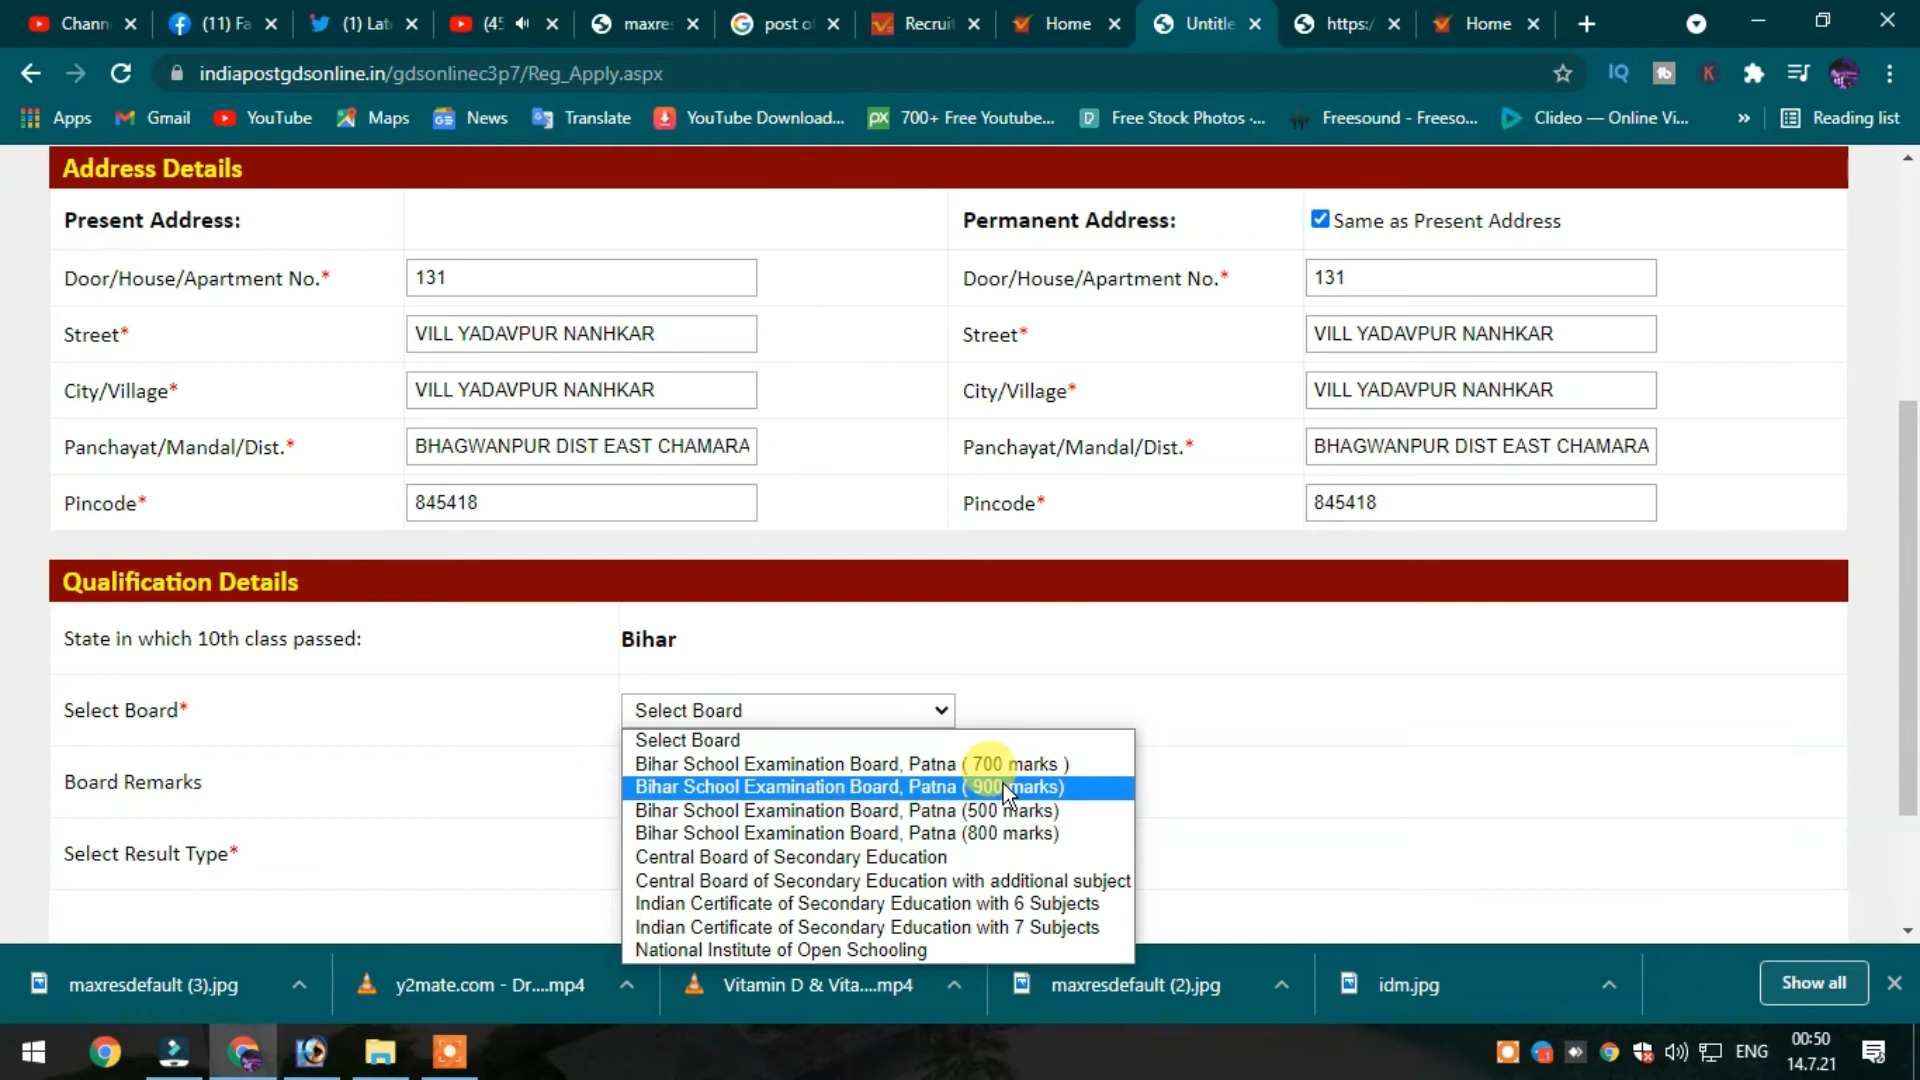 Chann
(11) Fa
(1) Late
(45
maxres
post of
Recruit
Home
Untitle
https:/
Home
indiapostgdsonline.in/gdsonlinec3p7/Reg_Apply.aspx
IQ
tb
K
Apps
Gmail
YouTube
Maps
News
Translate
YouTube Download...
700+ Free Youtube...
Free Stock Photos ·...
Freesound - Freeso...
Clideo — Online Vi...
»
Reading list
Address Details
Present Address:
Permanent Address:
Same as Present Address
Door/House/Apartment No.*
131
Door/House/Apartment No.*
131
Street*
VILL YADAVPUR NANHKAR
Street*
VILL YADAVPUR NANHKAR
City/Village*
VILL YADAVPUR NANHKAR
City/Village*
VILL YADAVPUR NANHKAR
Panchayat/Mandal/Dist.*
BHAGWANPUR DIST EAST CHAMARA
Panchayat/Mandal/Dist.*
BHAGWANPUR DIST EAST CHAMARA
Pincode*
845418
Pincode*
845418
Qualification Details
State in which 10th class passed:
Bihar
Select Board*
Select Board
Select Board
Bihar School Examination Board, Patna ( 700 marks )
Bihar School Examination Board, Patna ( 900 marks)
Bihar School Examination Board, Patna (500 marks)
Bihar School Examination Board, Patna (800 marks)
Central Board of Secondary Education
Central Board of Secondary Education with additional subject
Indian Certificate of Secondary Education with 6 Subjects
Indian Certificate of Secondary Education with 7 Subjects
National Institute of Open Schooling
Board Remarks
Select Result Type*
maxresdefault (3).jpg
y2mate.com - Dr....mp4
Vitamin D & Vita....mp4
maxresdefault (2).jpg
idm.jpg
Show all
ENG
00:50
14.7.21